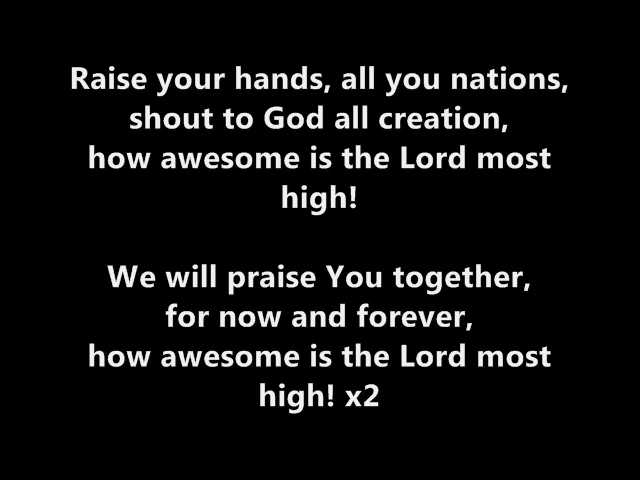 Raise your hands, all you nations,
shout to God all creation,
how awesome is the Lord most
high!
We will praise You together,
for now and forever,
how awesome is the Lord most
high! x2